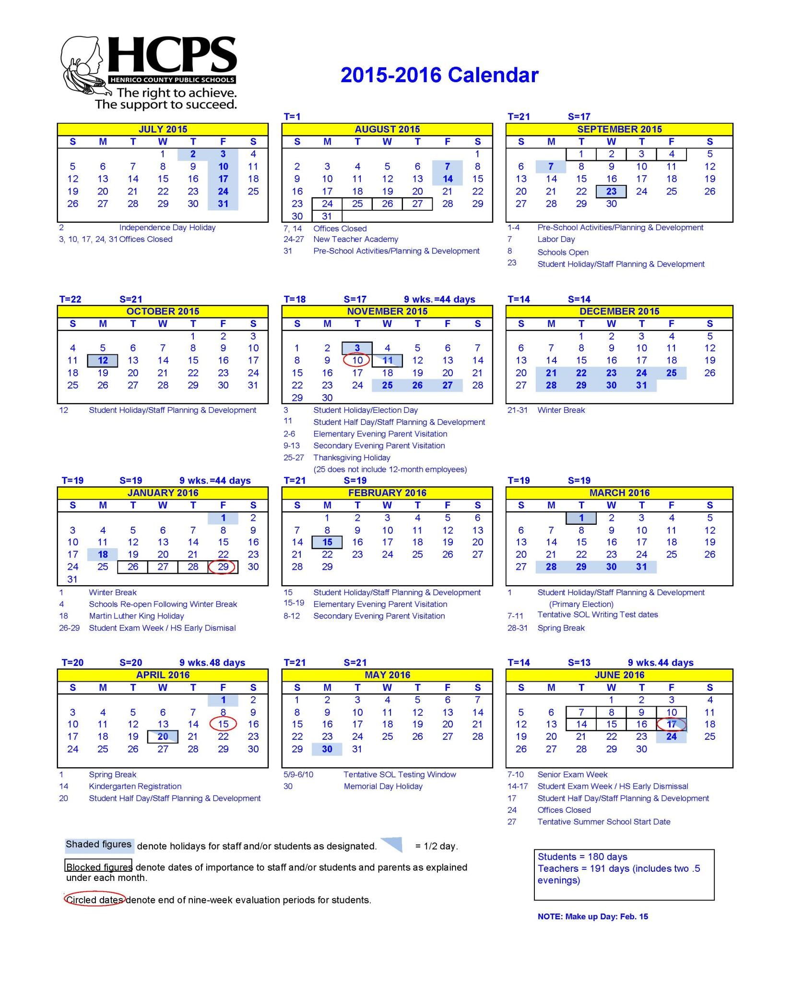 HCPS
HENRICO COUNTY PUBLIC SCHOOLS
The right to achieve.
The support to succeed.
2015-2016 Calendar
JULY 2015
S M T W T F S
1 2 3 4
5 6 7 8 9 10 11
12 13 14 15 16 17 18
19 20 21 22 23 24 25
26 27 28 29 30 31
2 Independence Day Holiday
3, 10, 17, 24, 31 Offices Closed
T=1
AUGUST 2015
S M T W T F S
1
2 3 4 5 6 7 8
9 10 11 12 13 14 15
16 17 18 19 20 21 22
23 24 25 26 27 28 29
30 31
7, 14 Offices Closed
24-27 New Teacher Academy
31 Pre-School Activities/Planning & Development
T=21 S=17
SEPTEMBER 2015
S M T W T F S
1 2 3 4 5
6 7 8 9 10 11 12
13 14 15 16 17 18 19
20 21 22 23 24 25 26
27 28 29 30
1-4 Pre-School Activities/Planning & Development
7 Labor Day
8 Schools Open
23 Student Holiday/Staff Planning & Development
T=22 S=21
OCTOBER 2015
S M T W T F S
1 2 3
4 5 6 7 8 9 10
11 12 13 14 15 16 17
18 19 20 21 22 23 24
25 26 27 28 29 30 31
12 Student Holiday/Staff Planning & Development
T=18 S=17 9 wks.=44 days
NOVEMBER 2015
S M T W T F S
1 2 3 4 5 6 7
8 9 10 11 12 13 14
15 16 17 18 19 20 21
22 23 24 25 26 27 28
29 30
3 Student Holiday/Election Day
11 Student Half Day/Staff Planning & Development
2-6 Elementary Evening Parent Visitation
9-13 Secondary Evening Parent Visitation
25-27 Thanksgiving Holiday
(25 does not include 12-month employees)
T=14 S=14
DECEMBER 2015
S M T W T F S
1 2 3 4 5
6 7 8 9 10 11 12
13 14 15 16 17 18 19
20 21 22 23 24 25 26
27 28 29 30 31
21-31 Winter Break
T=19 S=19 9 wks.=44 days
JANUARY 2016
S M T W T F S
1 2
3 4 5 6 7 8 9
10 11 12 13 14 15 16
17 18 19 20 21 22 23
24 25 26 27 28 29 30
31
1 Winter Break
4 Schools Re-open Following Winter Break
18 Martin Luther King Holiday
26-29 Student Exam Week / HS Early Dismisal
T=21 S=19
FEBRUARY 2016
S M T W T F S
1 2 3 4 5 6
7 8 9 10 11 12 13
14 15 16 17 18 19 20
21 22 23 24 25 26 27
28 29
15 Student Holiday/Staff Planning & Development
15-19 Elementary Evening Parent Visitation
8-12 Secondary Evening Parent Visitation
T=19 S=19
MARCH 2016
S M T W T F S
1 2 3 4 5
6 7 8 9 10 11 12
13 14 15 16 17 18 19
20 21 22 23 24 25 26
27 28 29 30 31
1 Student Holiday/Staff Planning & Development
(Primary Election)
7-11 Tentative SOL Writing Test dates
28-31 Spring Break
T=20 S=20 9 wks. 48 days
APRIL 2016
S M T W T F S
1 2
3 4 5 6 7 8 9
10 11 12 13 14 15 16
17 18 19 20 21 22 23
24 25 26 27 28 29 30
1 Spring Break
14 Kindergarten Registration
20 Student Half Day/Staff Planning & Development
T=21 S=21
MAY 2016
S M T W T F S
1 2 3 4 5 6 7
8 9 10 11 12 13 14
15 16 17 18 19 20 21
22 23 24 25 26 27 28
29 30 31
5/9-6/10 Tentative SOL Testing Window
30 Memorial Day Holiday
T=14 S=13 9 wks. 44 days
JUNE 2016
S M T W T F S
1 2 3 4
5 6 7 8 9 10 11
12 13 14 15 16 17 18
19 20 21 22 23 24 25
26 27 28 29 30
7-10 Senior Exam Week
14-17 Student Exam Week / HS Early Dismissal
17 Student Half Day/Staff Planning & Development
24 Offices Closed
27 Tentative Summer School Start Date
Shaded figures denote holidays for staff and/or students as designated. = 1/2 day.
Blocked figures denote dates of importance to staff and/or students and parents as explained
under each month.
Circled dates denote end of nine-week evaluation periods for students.
Students = 180 days
Teachers = 191 days (includes two .5
evenings)
NOTE: Make up Day: Feb. 15